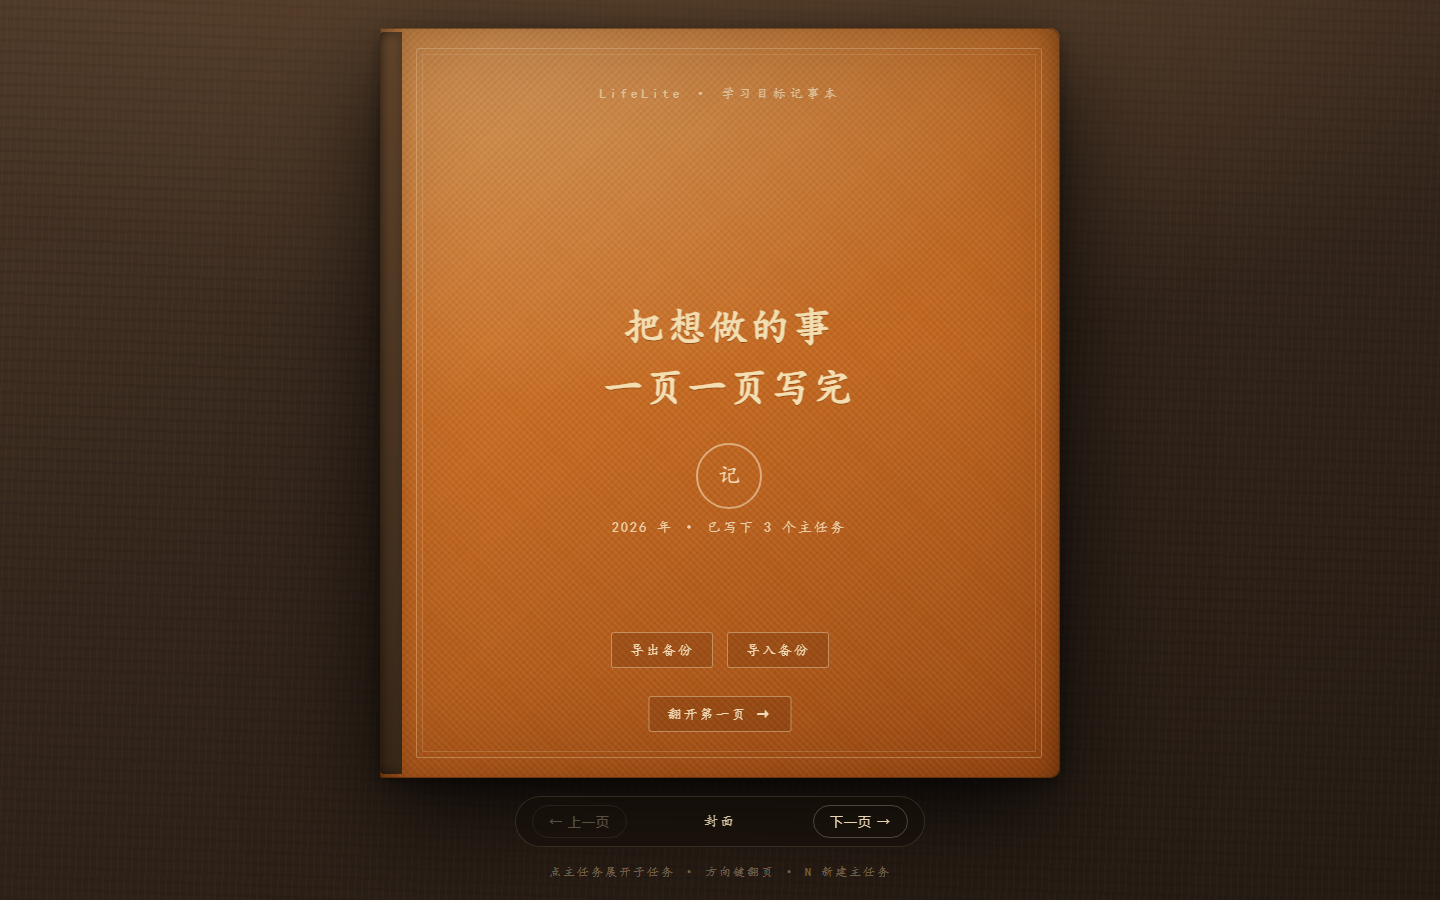 LifeLite • 学习目标记事本
把想做的事
一页一页写完
记
2026 年 • 已写下 3 个主任务
导出备份 导入备份
翻开第一页 →
← 上一页 封面 下一页 →
点主任务展开子任务 • 方向键翻页 • N 新建主任务